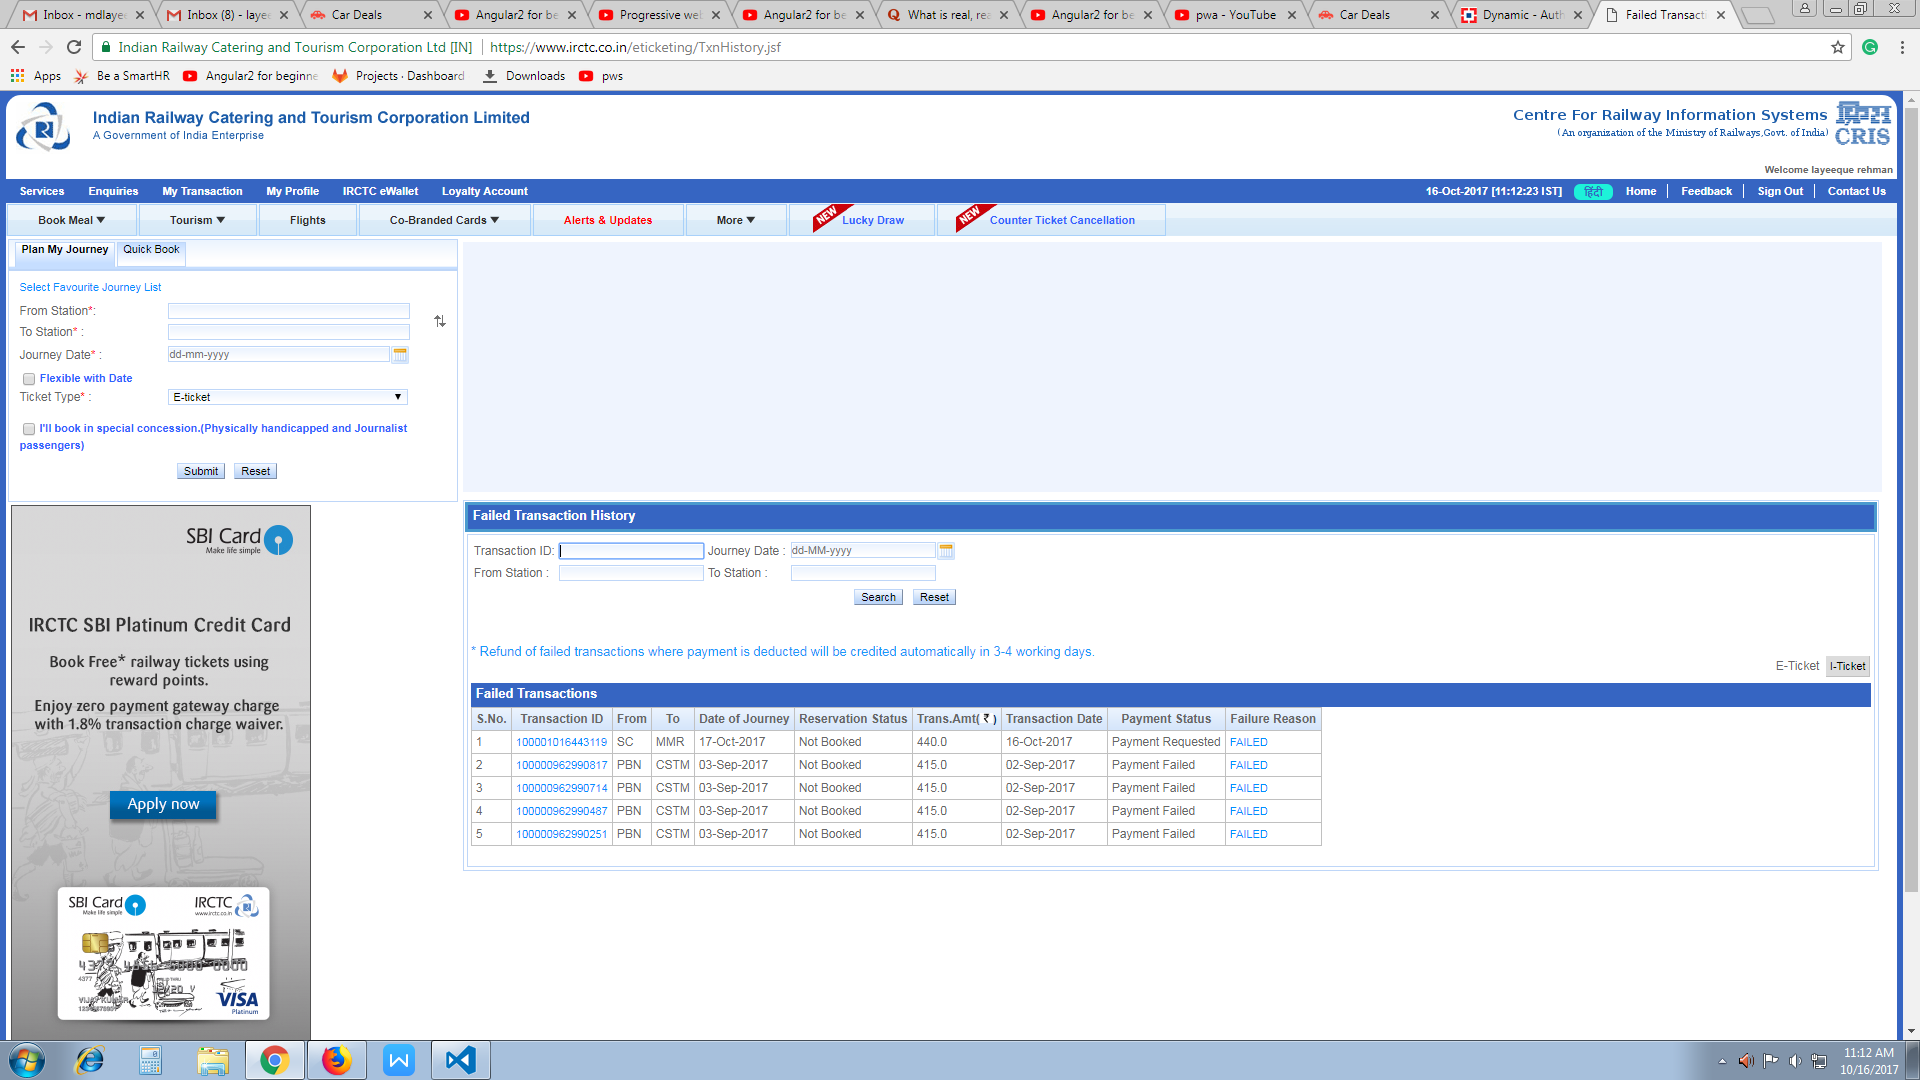 Inbox - mdlaye
Inbox (8) - laye
Car Deals
Angular2 for be
Progressive we
Angular2 for be
What is real, re
Angular2 for be
pwa - YouTube
Car Deals
Dynamic - Auth
Failed Transact
Indian Railway Catering and Tourism Corporation Ltd [IN] https://www.irctc.co.in/eticketing/TxnHistory.jsf
Apps Be a SmartHR Angular2 for beginne Projects · Dashboard Downloads pws
Indian Railway Catering and Tourism Corporation Limited
A Government of India Enterprise
Centre For Railway Information Systems
(An organization of the Ministry of Railways,Govt. of India)
CRIS
Welcome layeeque rehman
Services Enquiries My Transaction My Profile IRCTC eWallet Loyalty Account
16-Oct-2017 [11:12:23 IST] हिंदी Home Feedback Sign Out Contact Us
Book Meal▼ Tourism▼ Flights Co-Branded Cards▼ Alerts & Updates More▼ NEW Lucky Draw NEW Counter Ticket Cancellation
Plan My Journey Quick Book
Select Favourite Journey List
From Station*:
To Station* :
Journey Date* : dd-mm-yyyy
Flexible with Date
Ticket Type* : E-ticket
I'll book in special concession.(Physically handicapped and Journalist
passengers)
Submit Reset
SBI Card
Make life simple
IRCTC SBI Platinum Credit Card
Book Free* railway tickets using
reward points.
Enjoy zero payment gateway charge
with 1.8% transaction charge waiver.
Apply now
SBI Card
Make life simple
IRCTC
www.irctc.co.in
4377
VISA
Platinum
Failed Transaction History
Transaction ID: Journey Date : dd-MM-yyyy
From Station : To Station :
Search Reset
* Refund of failed transactions where payment is deducted will be credited automatically in 3-4 working days.
E-Ticket I-Ticket
Failed Transactions
S.No. Transaction ID From To Date of Journey Reservation Status Trans.Amt( ₹ ) Transaction Date Payment Status Failure Reason
1 100001016443119 SC MMR 17-Oct-2017 Not Booked 440.0 16-Oct-2017 Payment Requested FAILED
2 100000962990817 PBN CSTM 03-Sep-2017 Not Booked 415.0 02-Sep-2017 Payment Failed FAILED
3 100000962990714 PBN CSTM 03-Sep-2017 Not Booked 415.0 02-Sep-2017 Payment Failed FAILED
4 100000962990487 PBN CSTM 03-Sep-2017 Not Booked 415.0 02-Sep-2017 Payment Failed FAILED
5 100000962990251 PBN CSTM 03-Sep-2017 Not Booked 415.0 02-Sep-2017 Payment Failed FAILED
11:12 AM
10/16/2017